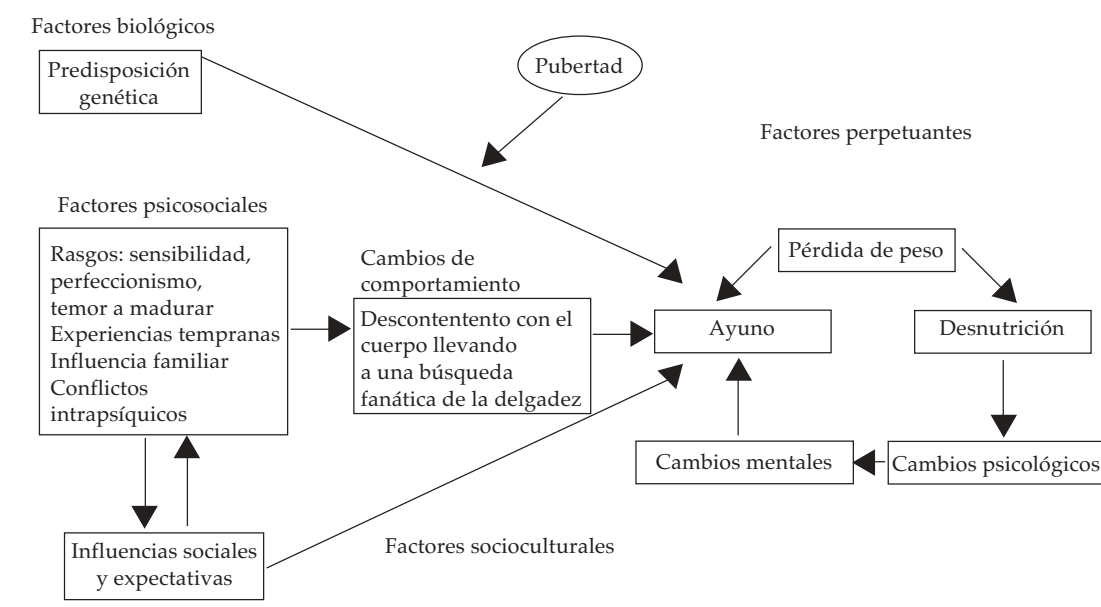 Factores biológicos
Predisposición
genética
Pubertad
Factores perpetuantes
Factores psicosociales
Rasgos: sensibilidad,
perfeccionismo,
temor a madurar
Experiencias tempranas
Influencia familiar
Conflictos
intrapsíquicos
Cambios de
comportamiento
Descontentento con el
cuerpo llevando
a una búsqueda
fanática de la delgadez
Pérdida de peso
Ayuno
Desnutrición
Cambios mentales
Cambios psicológicos
Influencias sociales
y expectativas
Factores socioculturales